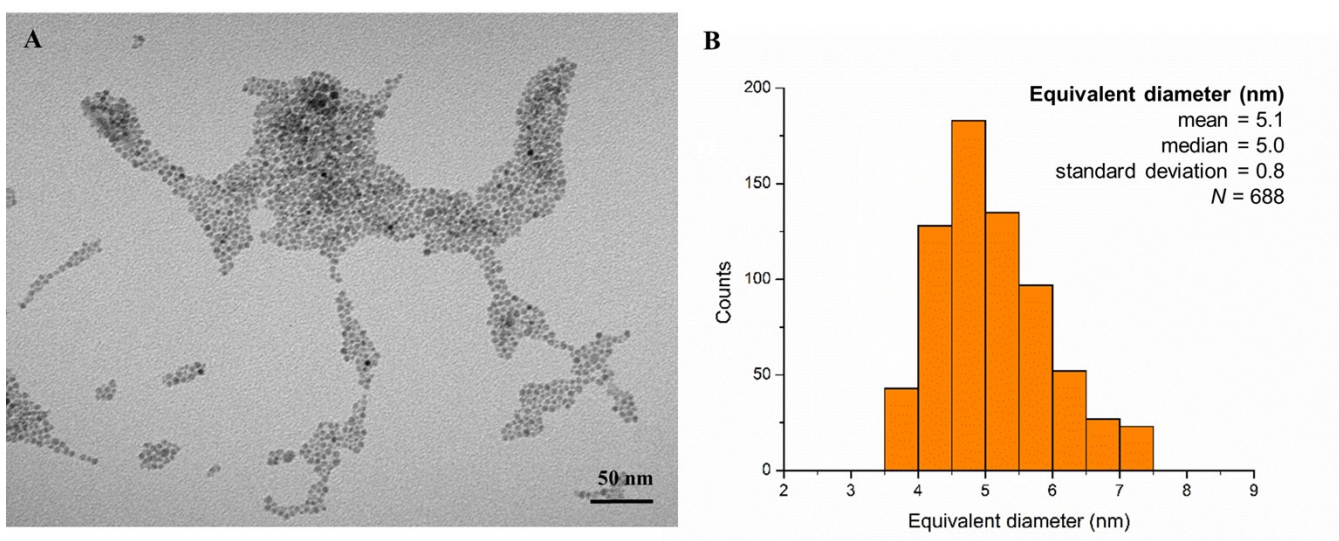 A
50 nm
B
Equivalent diameter (nm)
mean = 5.1
median = 5.0
standard deviation = 0.8
N = 688
200
150
100
50
0
Counts
2 3 4 5 6 7 8 9
Equivalent diameter (nm)